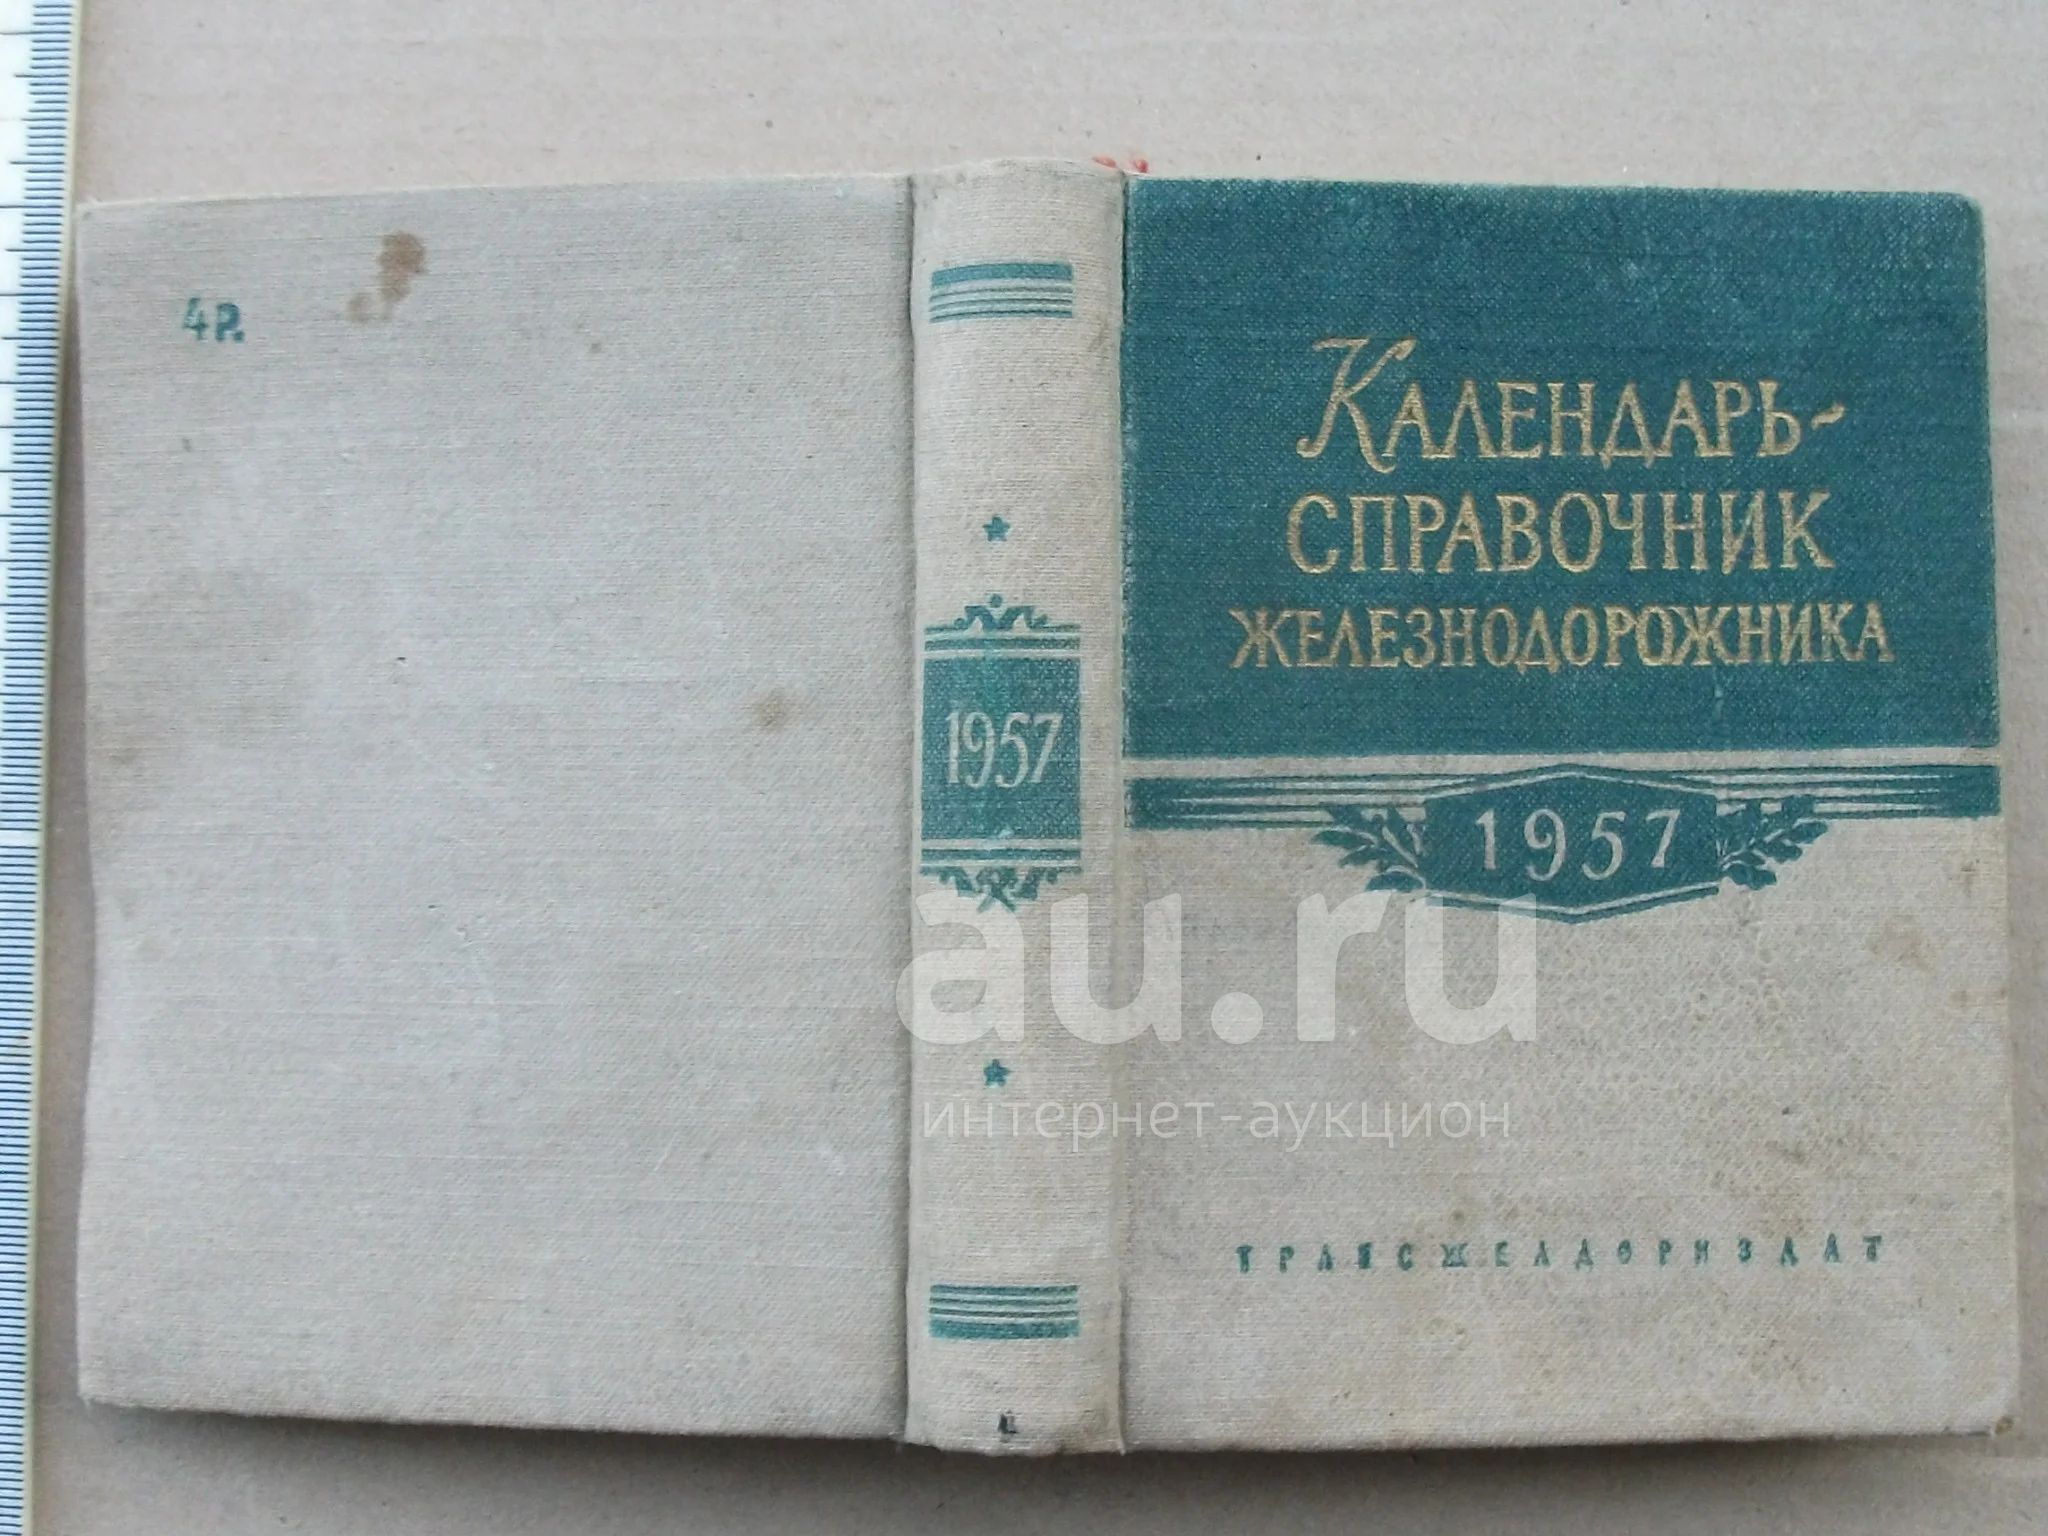 4р.
1957
КАЛЕНДАРЬ-
СПРАВОЧНИК
ЖЕЛЕЗНОДОРОЖНИКА
1957
ТРАНСЖЕЛДОРИЗДАТ
au.ru
интернет-аукцион